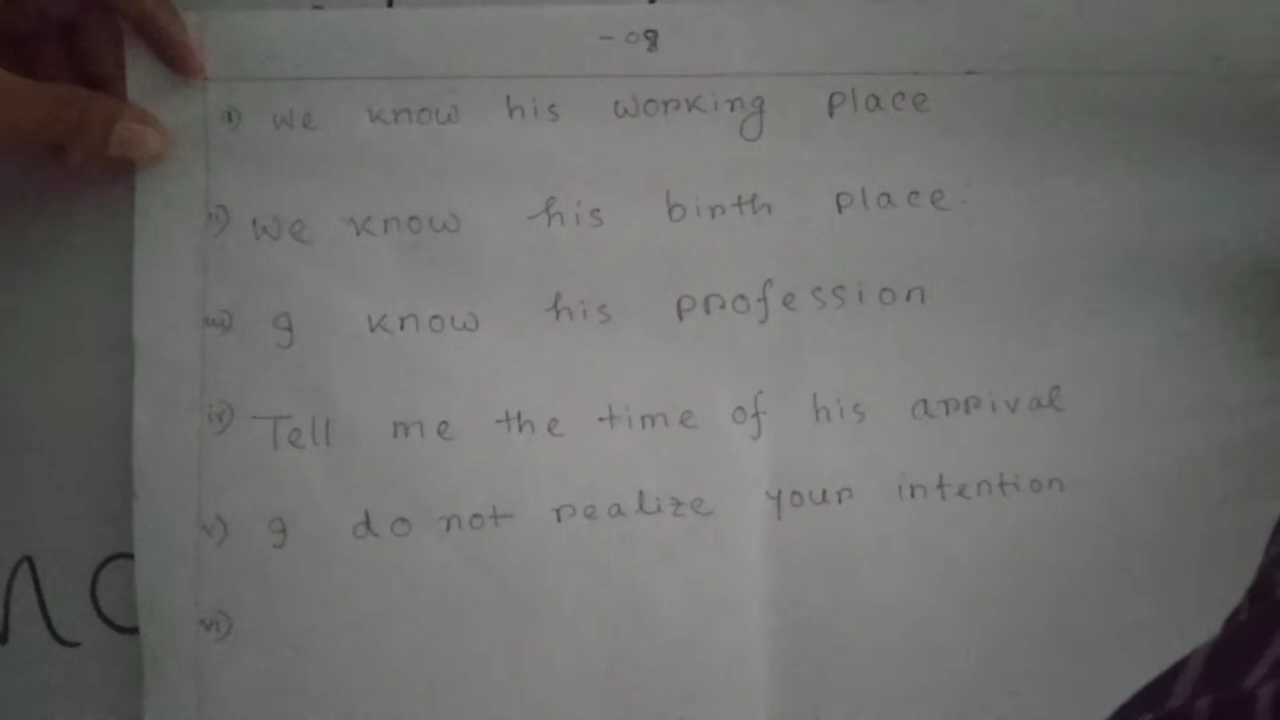 - 08
i) we know his working place
ii) we know his birth place.
iii) I know his profession
iv) Tell me the time of his arrival
v) I do not realize your intention
vi)